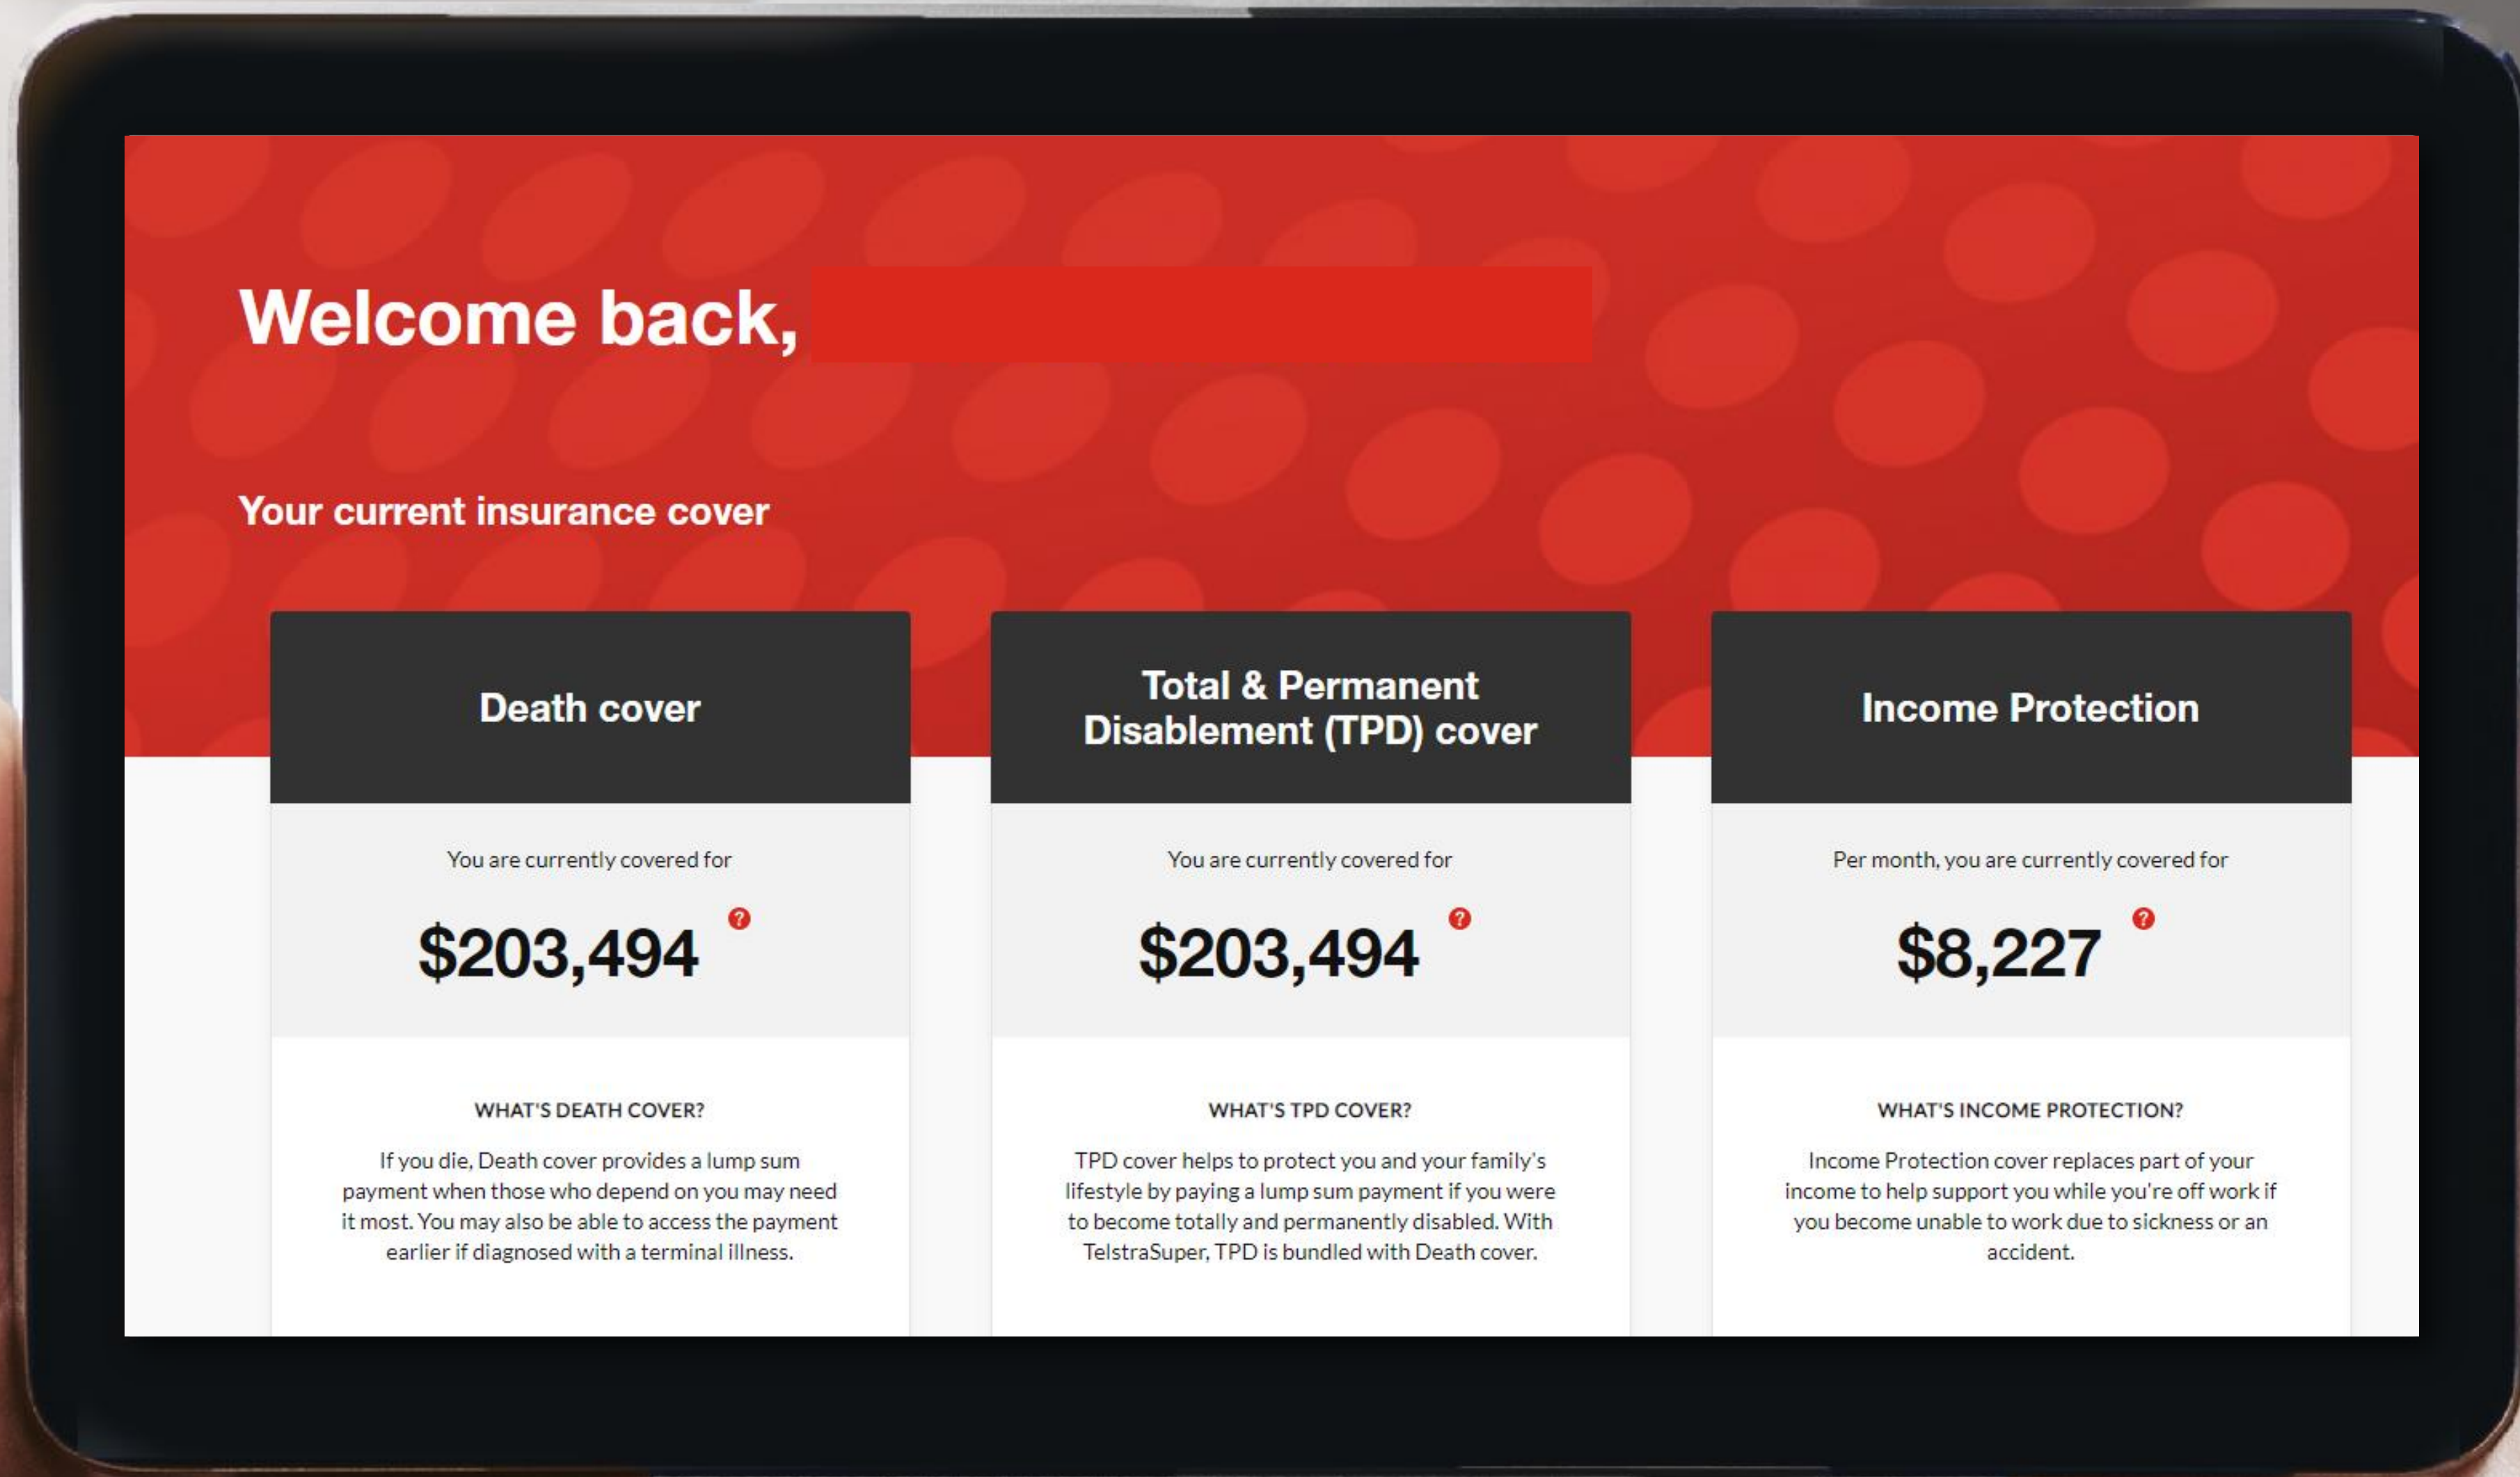 Welcome back,
Your current insurance cover
Death cover
You are currently covered for
$203,494 ?
WHAT'S DEATH COVER?
If you die, Death cover provides a lump sum
payment when those who depend on you may need
it most. You may also be able to access the payment
earlier if diagnosed with a terminal illness.
Total & Permanent
Disablement (TPD) cover
You are currently covered for
$203,494 ?
WHAT'S TPD COVER?
TPD cover helps to protect you and your family's
lifestyle by paying a lump sum payment if you were
to become totally and permanently disabled. With
TelstraSuper, TPD is bundled with Death cover.
Income Protection
Per month, you are currently covered for
$8,227 ?
WHAT'S INCOME PROTECTION?
Income Protection cover replaces part of your
income to help support you while you're off work if
you become unable to work due to sickness or an
accident.